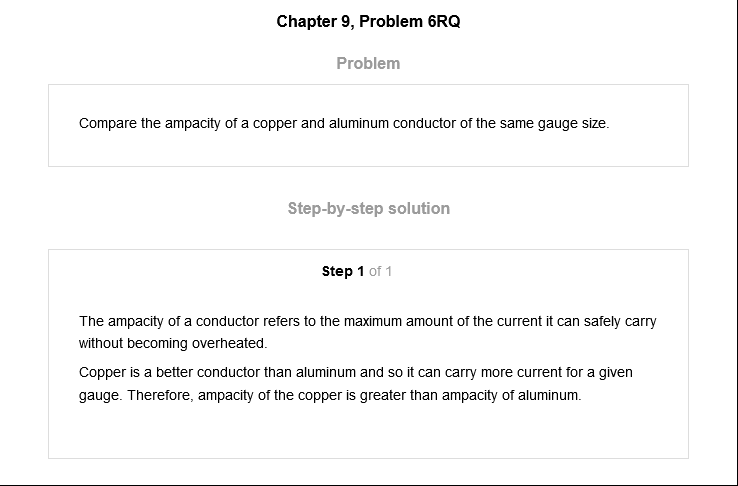 Chapter 9, Problem 6RQ
Problem
Compare the ampacity of a copper and aluminum conductor of the same gauge size.
Step-by-step solution
Step 1 of 1
The ampacity of a conductor refers to the maximum amount of the current it can safely carry
without becoming overheated.
Copper is a better conductor than aluminum and so it can carry more current for a given
gauge. Therefore, ampacity of the copper is greater than ampacity of aluminum.